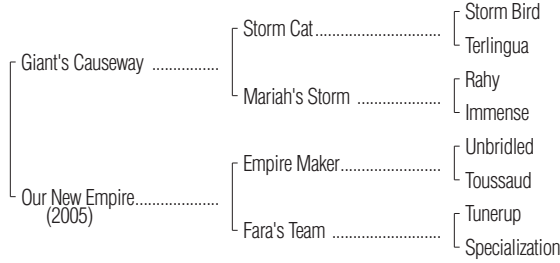 Storm Bird
Storm Cat................................
Terlingua
Giant's Causeway ................
Rahy
Mariah's Storm .....................
Immense
Unbridled
Empire Maker.........................
Toussaud
Our New Empire....................
(2005)
Tunerup
Fara's Team ...........................
Specialization